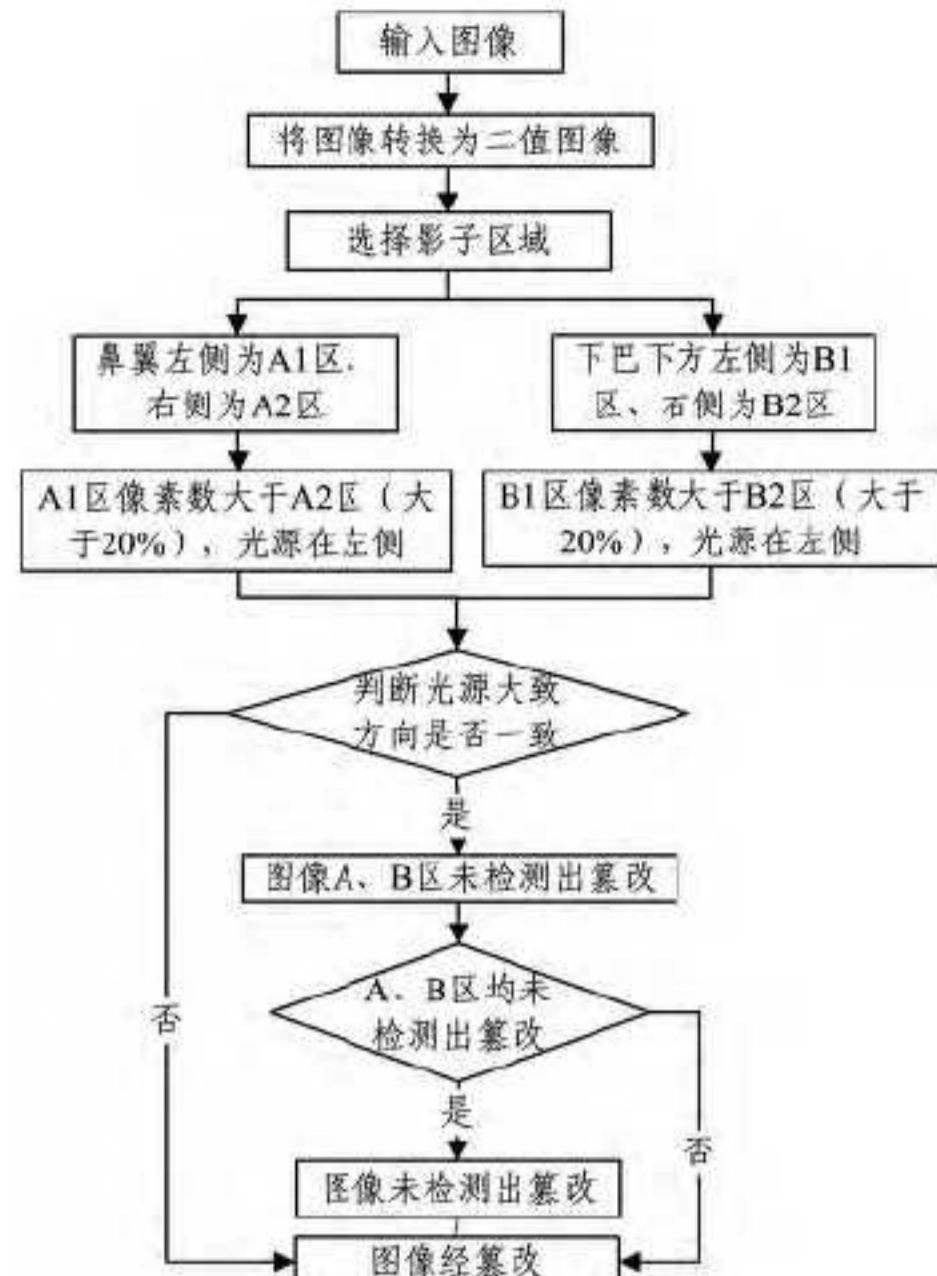 输入图像
将图像转换为二值图像
选择影子区域
鼻翼左侧为A1区、
右侧为A2区
下巴下方左侧为B1
区、石侧为B2区
A1区像素数大于A2区（大
于20%），光源在左侧
B1区像素数大于B2区（大于
20%），光源在左侧
判断光源大致
方向是否一致
是
图像A、B区未检测出篡改
A、B区均未
检测出篡改
否
是
否
图像未检测出篡改
图像经篡改